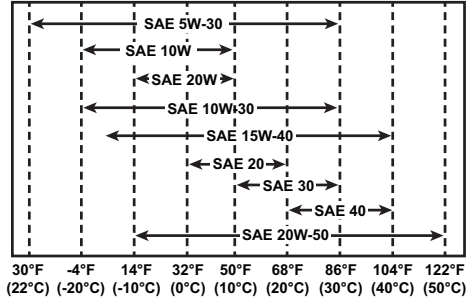 SAE 5W-30
SAE 10W
SAE 20W
SAE 10W-30
SAE 15W-40
SAE 20
SAE 30
SAE 40
SAE 20W-50
30°F -4°F 14°F 32°F 50°F 68°F 86°F 104°F 122°F
(22°C) (-20°C) (-10°C) (0°C) (10°C) (20°C) (30°C) (40°C) (50°C)